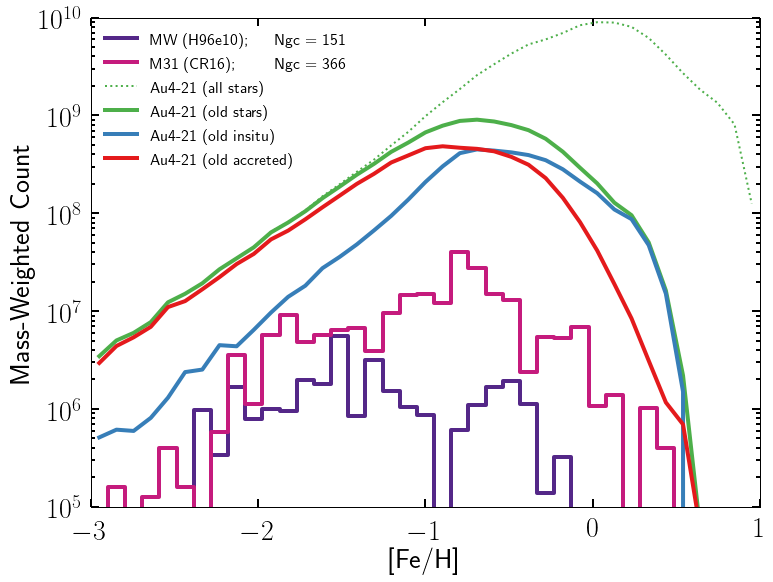 10^10
10^9
10^8
10^7
10^6
10^5
Mass-Weighted Count
MW (H96e10); Ngc = 151
M31 (CR16); Ngc = 366
Au4-21 (all stars)
Au4-21 (old stars)
Au4-21 (old insitu)
Au4-21 (old accreted)
−3 −2 −1 0 1
[Fe/H]